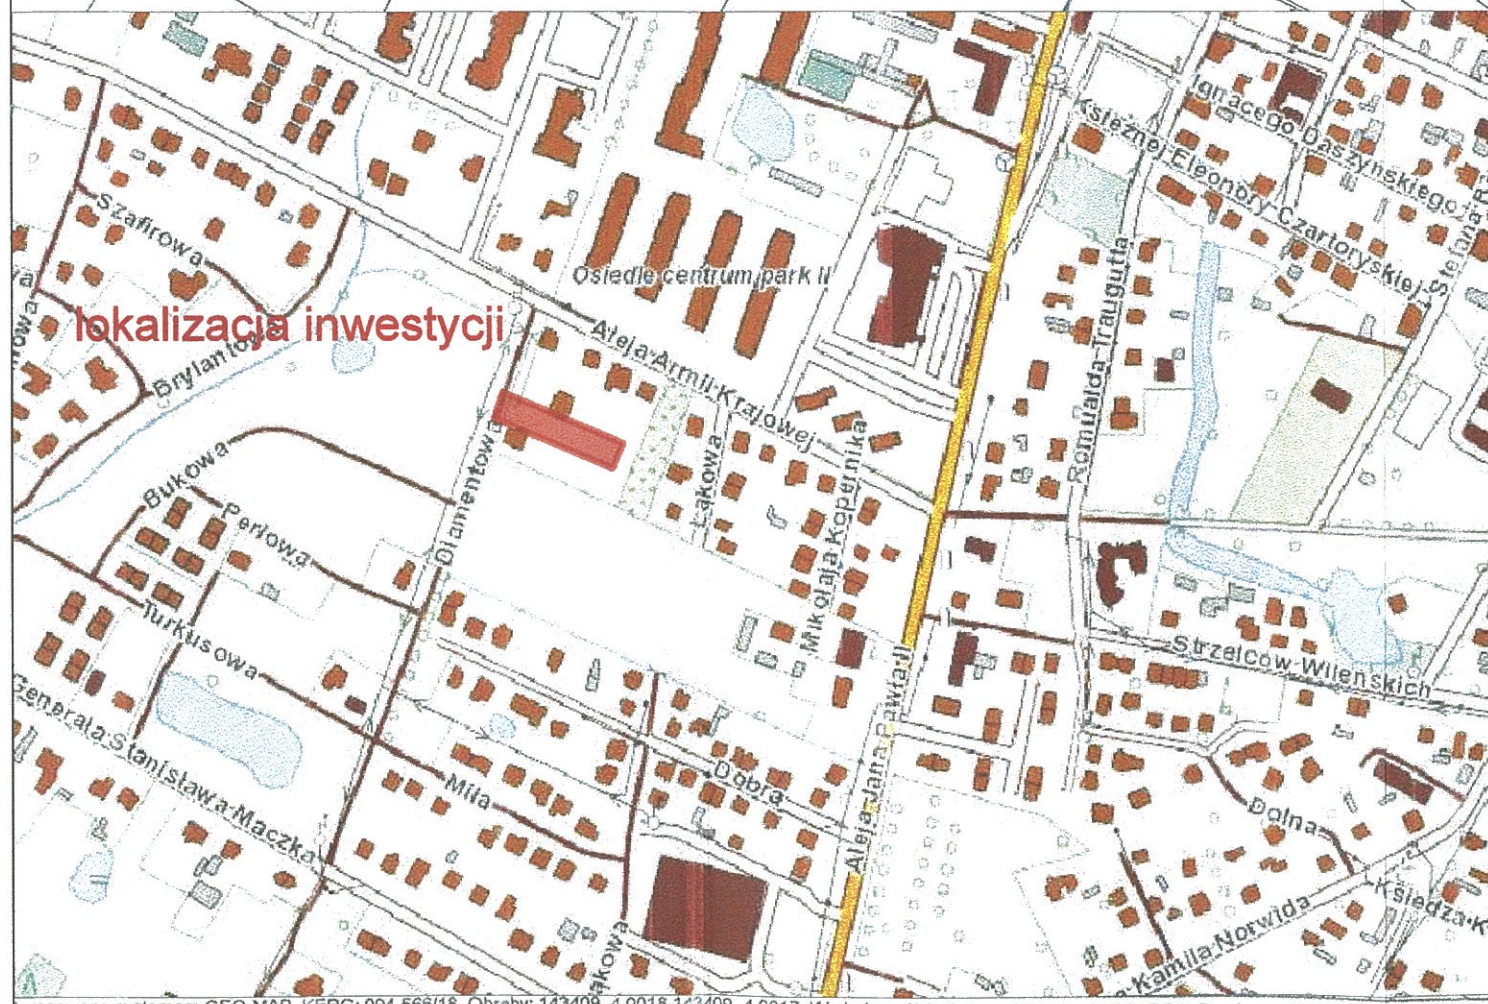 Ignacego Daszyńskiego
Księżnej Eleonory Czartoryskiej
Szafirowa
Osiedle centrum park II
lokalizacja inwestycji
Aleja Armii Krajowej
Romualda Traugutta
Bukowa
Perłowa
Diamentowa
Łąkowa
Mikołaja Kopernika
Turkusowa
Strzelców Wileńskich
Generała Stanisława Maczka
Aleja Jana Pawła II
Miła
Dobra
Dolna
Kamila Norwida